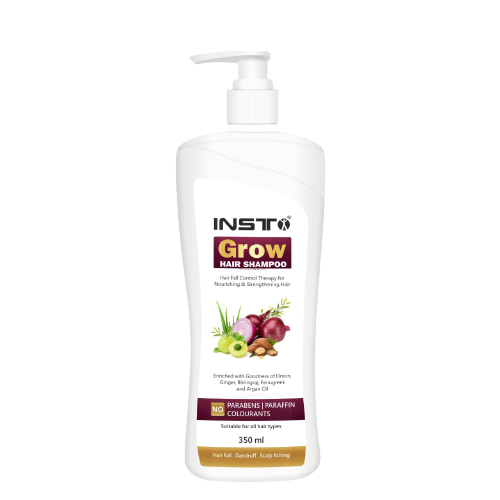 INSTO®
Grow
HAIR SHAMPOO
Hair Fall Control Therapy for
Nourishing & Strengthening Hair
Enriched with Goodness of Onion
Ginger, Bhringraj, Fenugreek
and Argan Oil
NO PARABENS | PARAFFIN
COLOURANTS
Suitable for all hair types
350 ml
Hair Fall . Dandruff . Scalp Itching